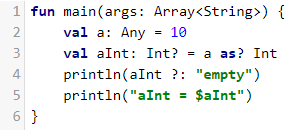 1 fun main(args: Array<String>) {
2     val a: Any = 10
3     val aInt: Int? = a as? Int
4     println(aInt ?: "empty")
5     println("aInt = $aInt")
6 }